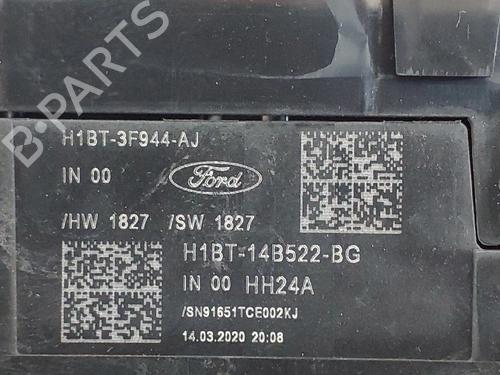 B-PARTS
H1BT-3F944-AJ
IN 00
Ford
/HW 1827 /SW 1827
H1BT-14B522-BG
IN 00 HH24A
/SN91651TCE002KJ
14.03.2020 20:08